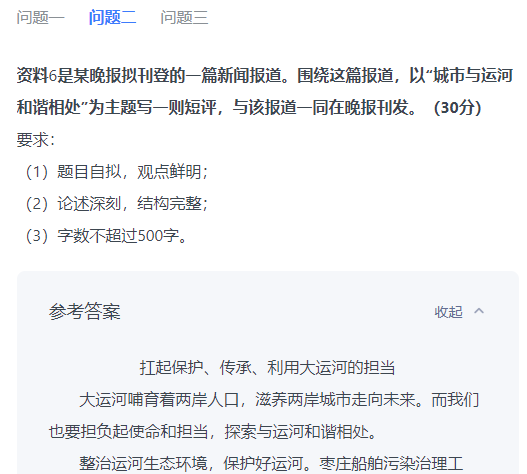 问题一 问题二 问题三
资料6是某晚报拟刊登的一篇新闻报道。围绕这篇报道，以“城市与运河
和谐相处”为主题写一则短评，与该报道一同在晚报刊发。（30分）
要求：
（1）题目自拟，观点鲜明；
（2）论述深刻，结构完整；
（3）字数不超过500字。
参考答案 收起
扛起保护、传承、利用大运河的担当
大运河哺育着两岸人口，滋养两岸城市走向未来。而我们
也要担负起使命和担当，探索与运河和谐相处。
整治运河生态环境，保护好运河。枣庄船舶污染治理工